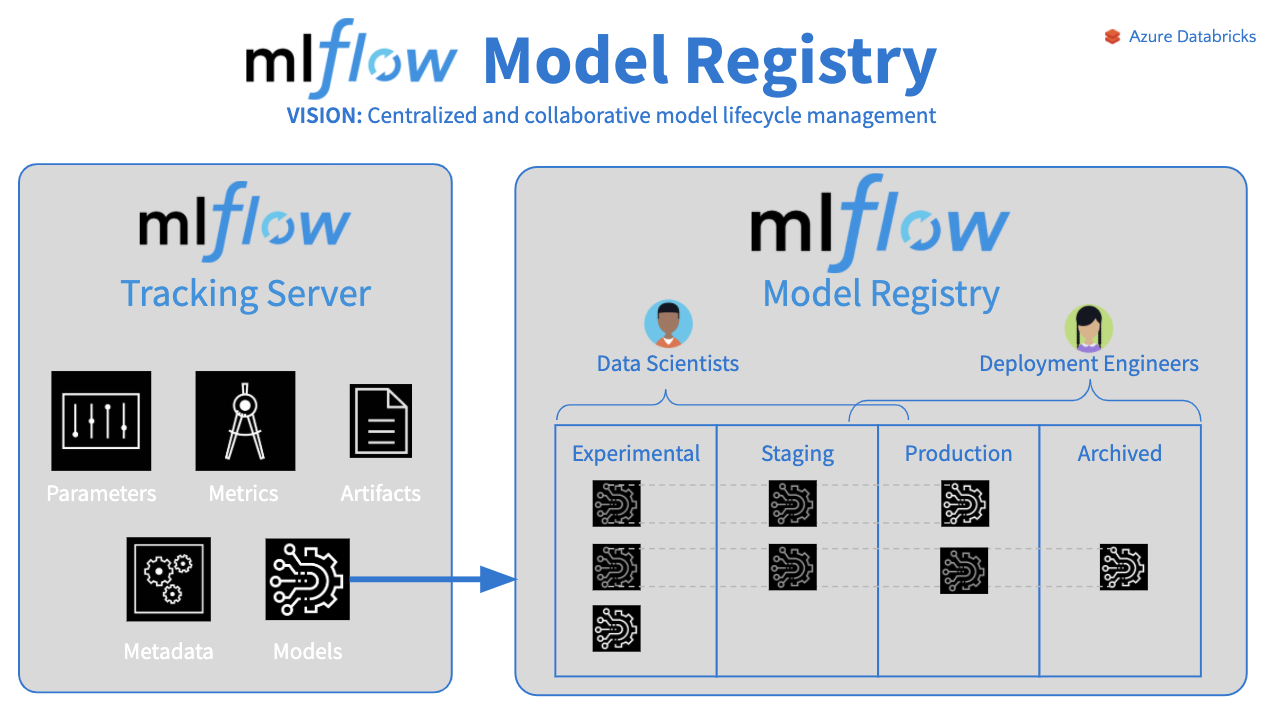 mlflow Model Registry
Azure Databricks
VISION: Centralized and collaborative model lifecycle management
mlflow
Tracking Server
Parameters
Metrics
Artifacts
Metadata
Models
mlflow
Model Registry
Data Scientists
Deployment Engineers
Experimental
Staging
Production
Archived